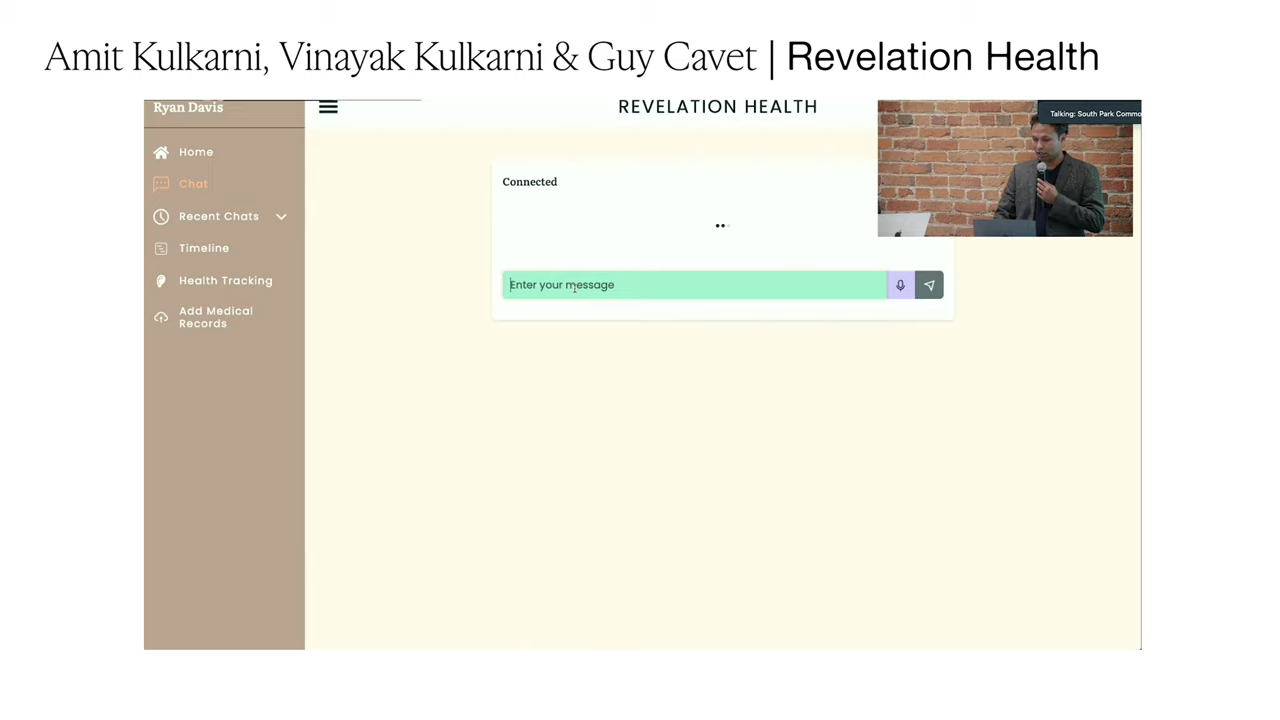 Amit Kulkarni, Vinayak Kulkarni & Guy Cavet | Revelation Health
Ryan Davis
REVELATION HEALTH
Talking: South Park Commo
Home
Chat
Recent Chats
Timeline
Health Tracking
Add Medical
Records
Connected
Enter your message